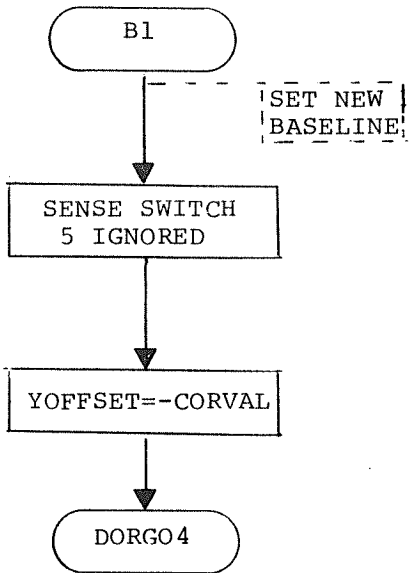 B1
SET NEW
BASELINE
SENSE SWITCH
5 IGNORED
YOFFSET=-CORVAL
DORGO4